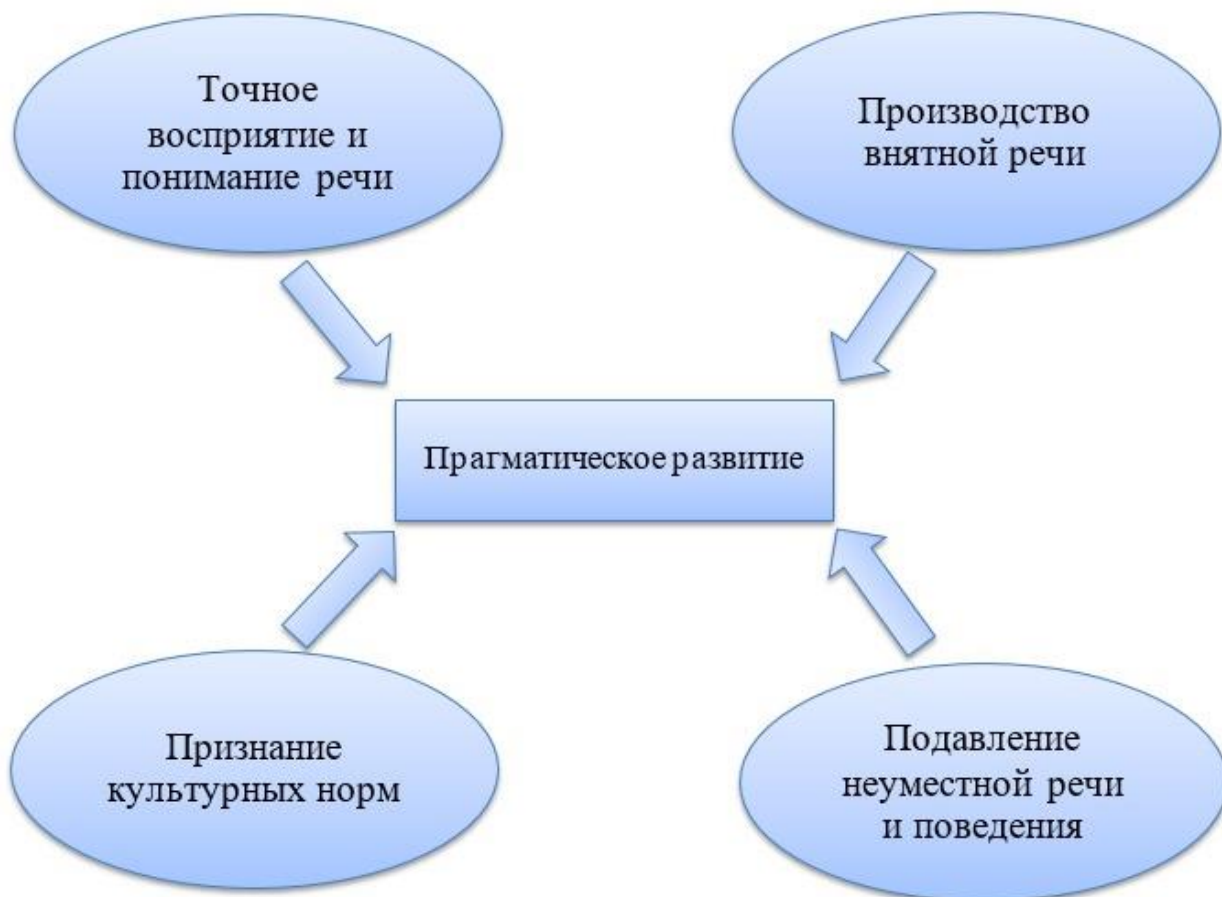 Точное
восприятие и
понимание речи
Производство
внятной речи
Прагматическое развитие
Признание
культурных норм
Подавление
неуместной речи
и поведения